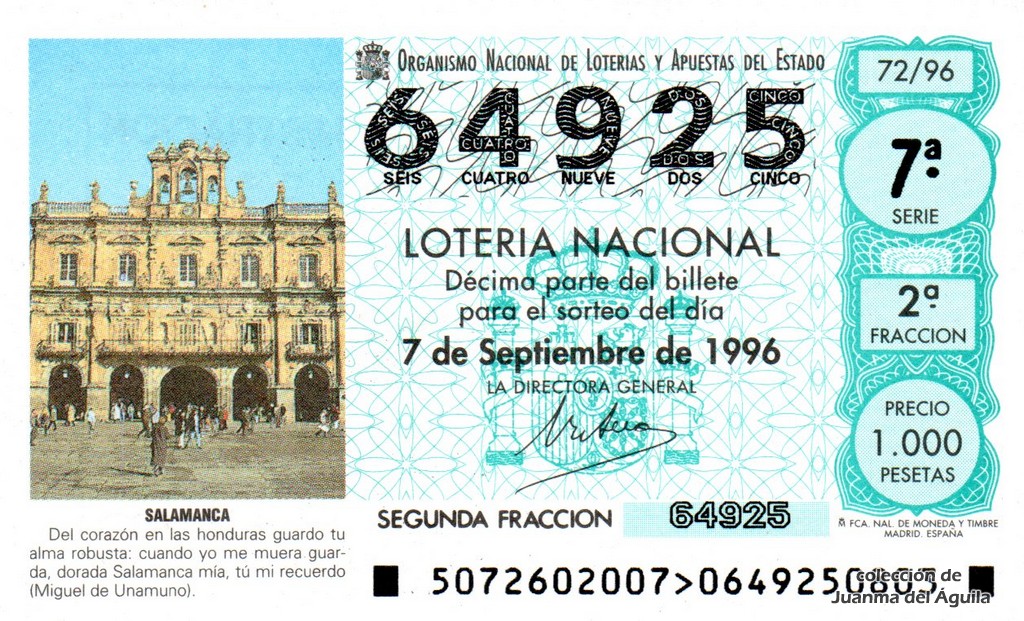 ORGANISMO NACIONAL DE LOTERIAS Y APUESTAS DEL ESTADO
72/96
64925
SEIS CUATRO NUEVE DOS CINCO
7ª
SERIE
LOTERIA NACIONAL
Décima parte del billete
para el sorteo del día
7 de Septiembre de 1996
LA DIRECTORA GENERAL
2ª
FRACCION
PRECIO
1.000
PESETAS
SEGUNDA FRACCION 64925
FCA. NAL. DE MONEDA Y TIMBRE
MADRID. ESPAÑA
SALAMANCA
Del corazón en las honduras guardo tu
alma robusta: cuando yo me muera guar-
da, dorada Salamanca mía, tú mi recuerdo
(Miguel de Unamuno).
5072602007>0649250805
colección de
Juanma del Águila